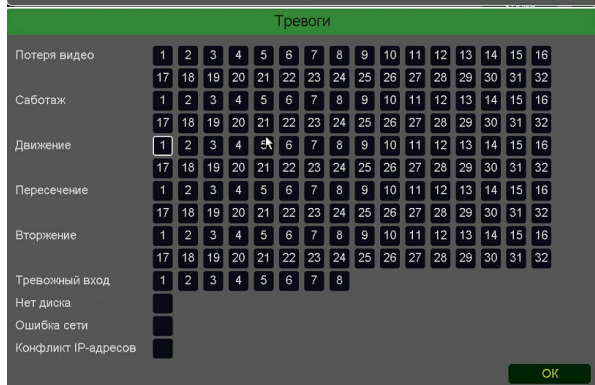 Тревоги
Потеря видео 1 2 3 4 5 6 7 8 9 10 11 12 13 14 15 16
17 18 19 20 21 22 23 24 25 26 27 28 29 30 31 32
Саботаж 1 2 3 4 5 6 7 8 9 10 11 12 13 14 15 16
17 18 19 20 21 22 23 24 25 26 27 28 29 30 31 32
Движение 1 2 3 4 5 6 7 8 9 10 11 12 13 14 15 16
17 18 19 20 21 22 23 24 25 26 27 28 29 30 31 32
Пересечение 1 2 3 4 5 6 7 8 9 10 11 12 13 14 15 16
17 18 19 20 21 22 23 24 25 26 27 28 29 30 31 32
Вторжение 1 2 3 4 5 6 7 8 9 10 11 12 13 14 15 16
17 18 19 20 21 22 23 24 25 26 27 28 29 30 31 32
Тревожный вход 1 2 3 4 5 6 7 8
Нет диска
Ошибка сети
Конфликт IP-адресов
OK